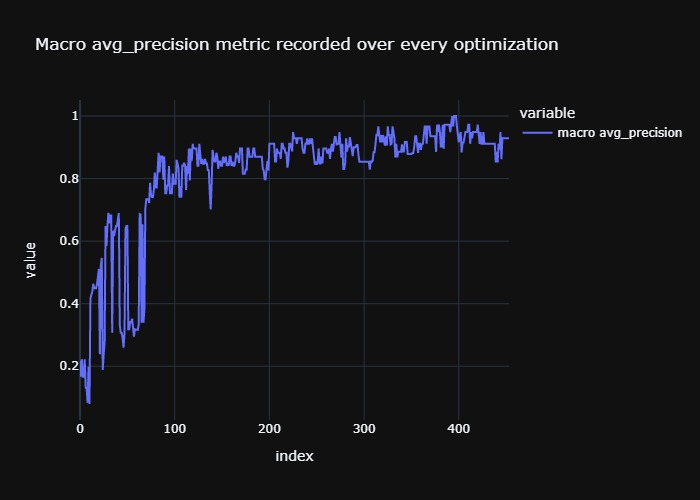 Macro avg_precision metric recorded over every optimization
variable
macro avg_precision
1
0.8
0.6
0.4
0.2
value
0
100
200
300
400
index